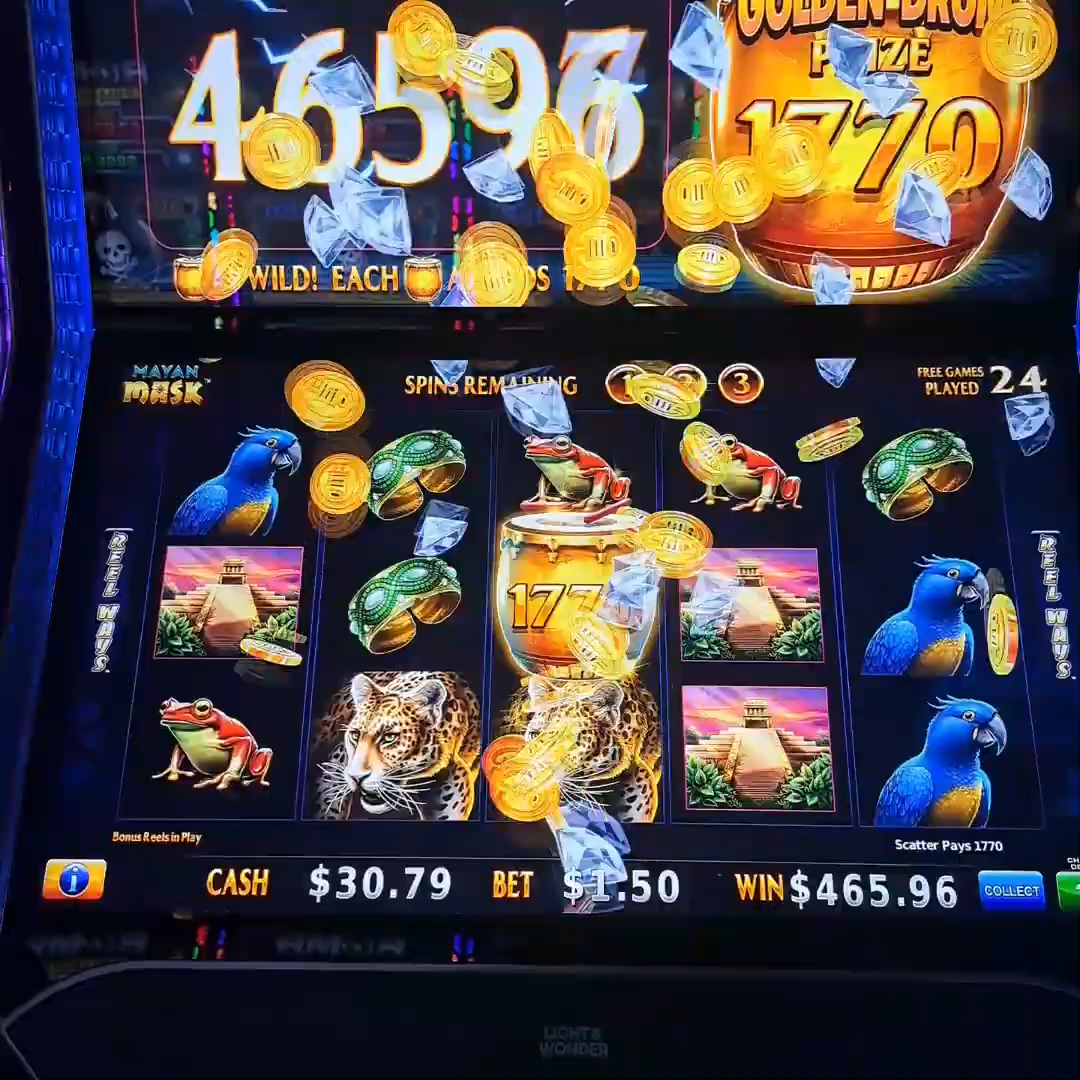 GOLDEN-DRUM
PRIZE
1770
WILD! EACH
MAYAN
MASK™
SPINS REMAINING
3
FREE GAMES
PLAYED 24
REEL WAYS
REEL WAYS
Bonus Reels in Play
Scatter Pays 1770
CASH $30.79 BET $1.50 WIN $465.96 COLLECT
LIGHT &
WONDER